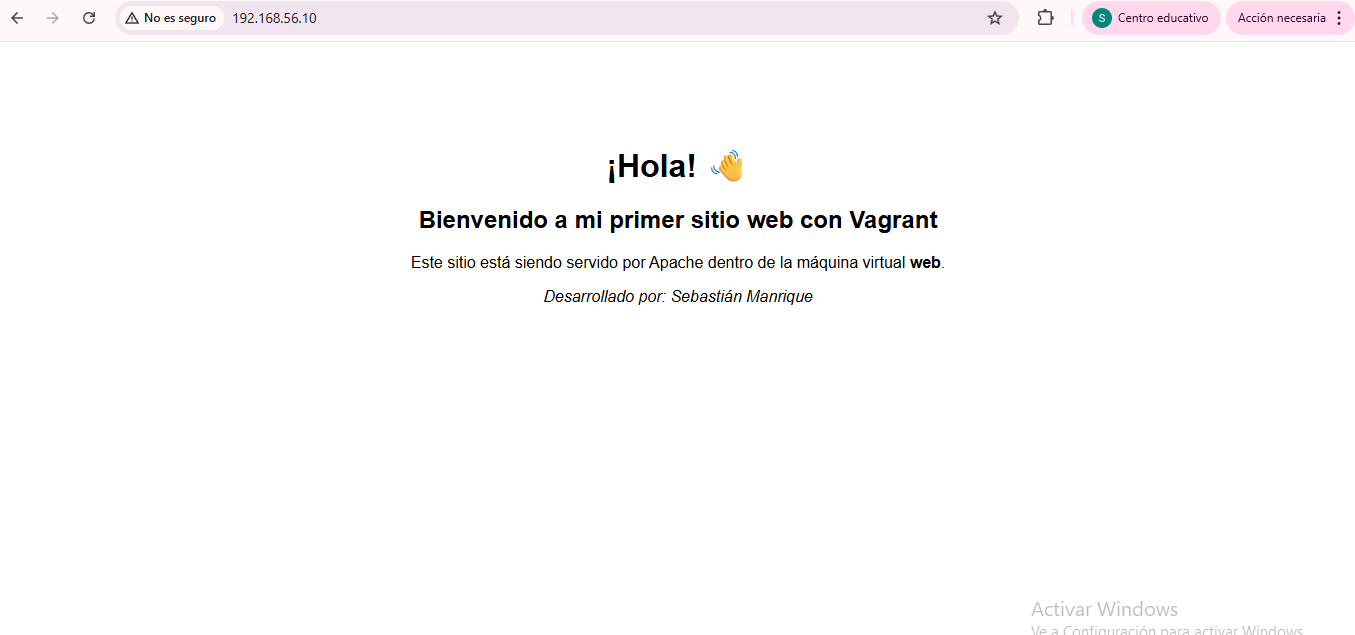 No es seguro 192.168.56.10
S Centro educativo
Acción necesaria
¡Hola! 👋
Bienvenido a mi primer sitio web con Vagrant
Este sitio está siendo servido por Apache dentro de la máquina virtual web.
Desarrollado por: Sebastián Manrique
Activar Windows
Ve a Configuración para activar Windows.